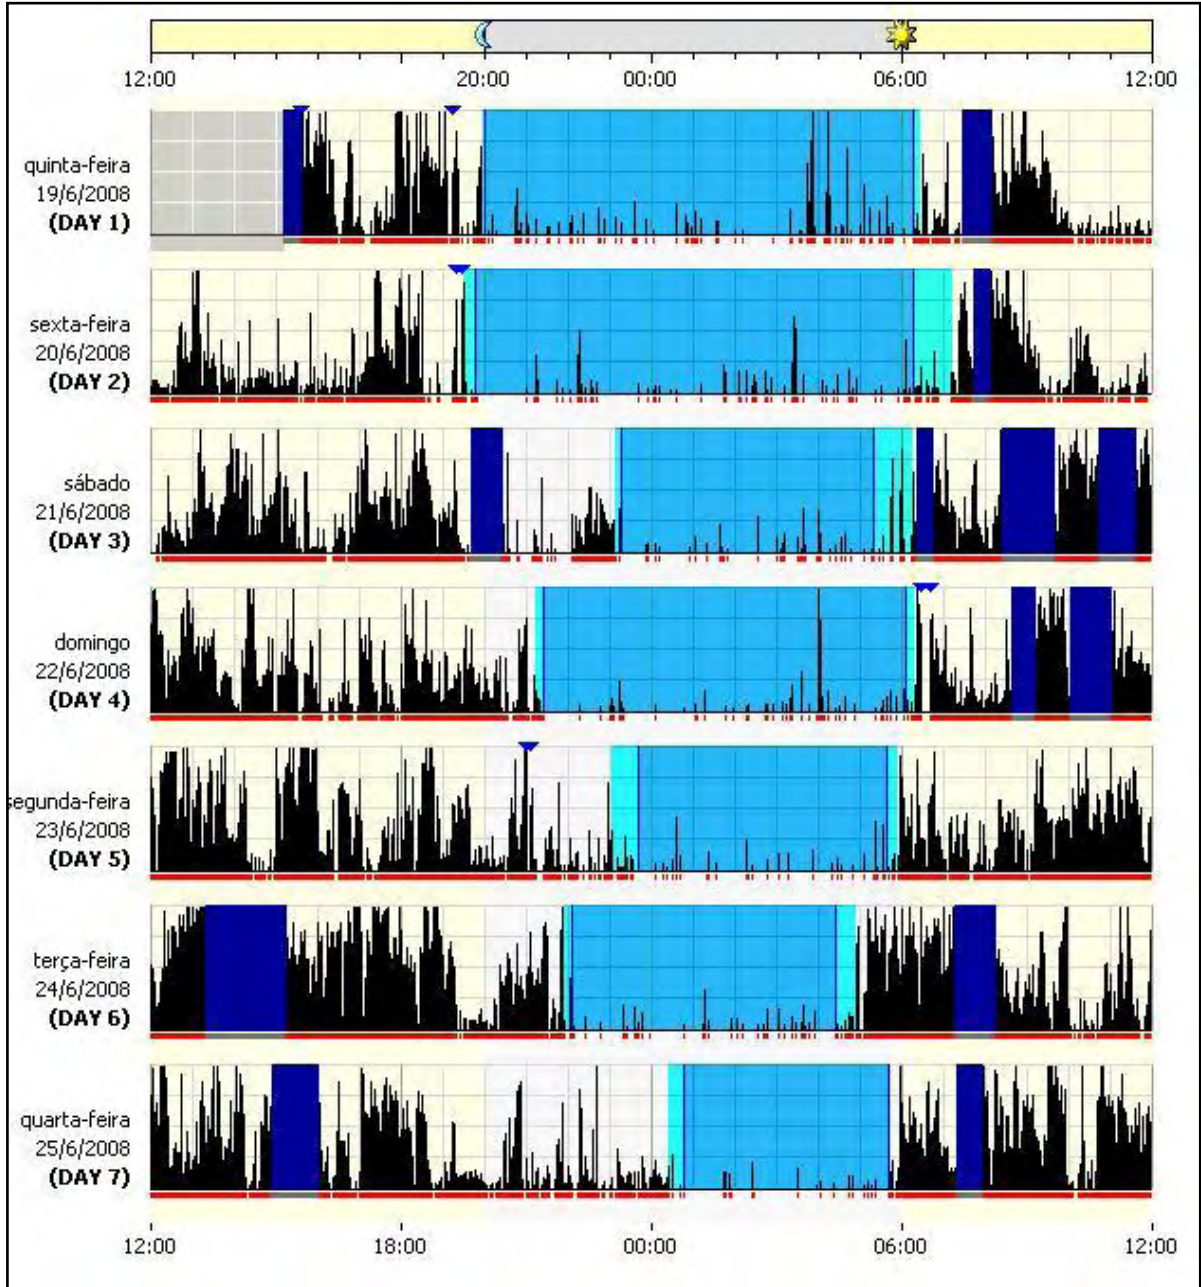 12:00 20:00 00:00 06:00 12:00
quinta-feira
19/6/2008
(DAY 1)
sexta-feira
20/6/2008
(DAY 2)
sábado
21/6/2008
(DAY 3)
domingo
22/6/2008
(DAY 4)
segunda-feira
23/6/2008
(DAY 5)
terça-feira
24/6/2008
(DAY 6)
quarta-feira
25/6/2008
(DAY 7)
12:00 18:00 00:00 06:00 12:00